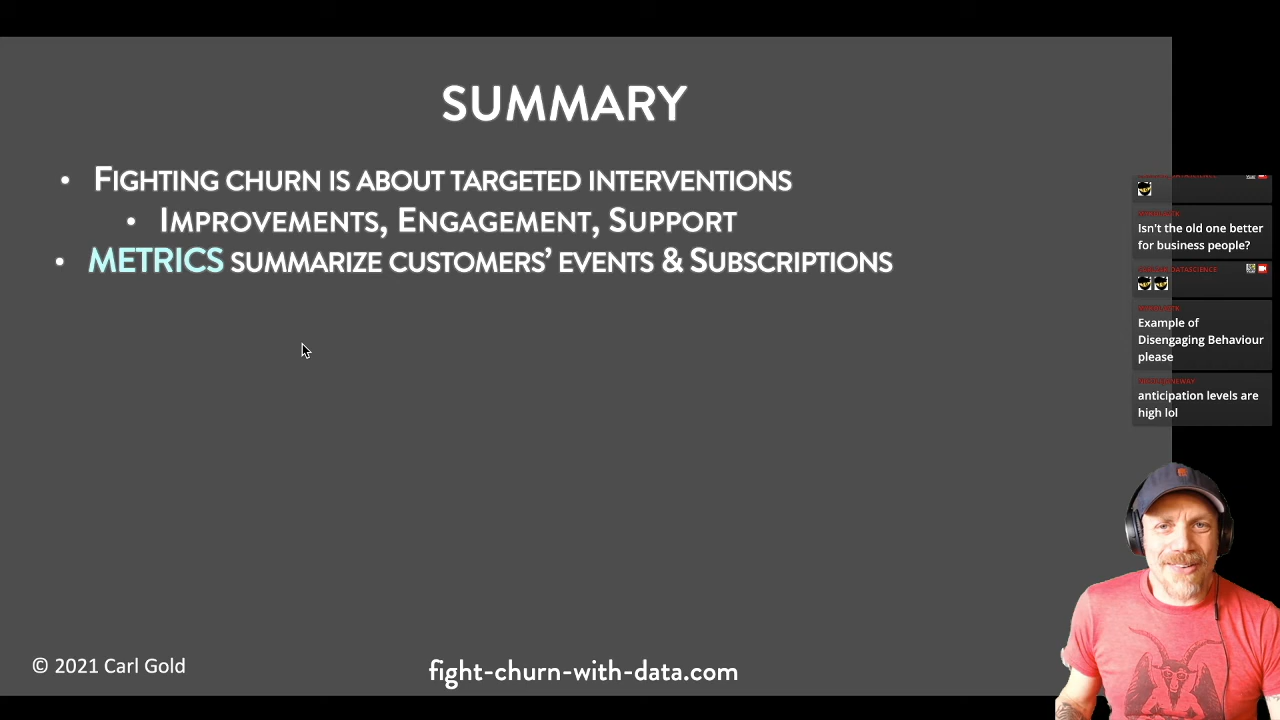 SUMMARY
• FIGHTING CHURN IS ABOUT TARGETED INTERVENTIONS
• IMPROVEMENTS, ENGAGEMENT, SUPPORT
• METRICS SUMMARIZE CUSTOMERS’ EVENTS & SUBSCRIPTIONS
Isn't the old one better
for business people?
DATASCIENCE
Example of
Disengaging Behaviour
please
anticipation levels are
high lol
© 2021 Carl Gold
fight-churn-with-data.com